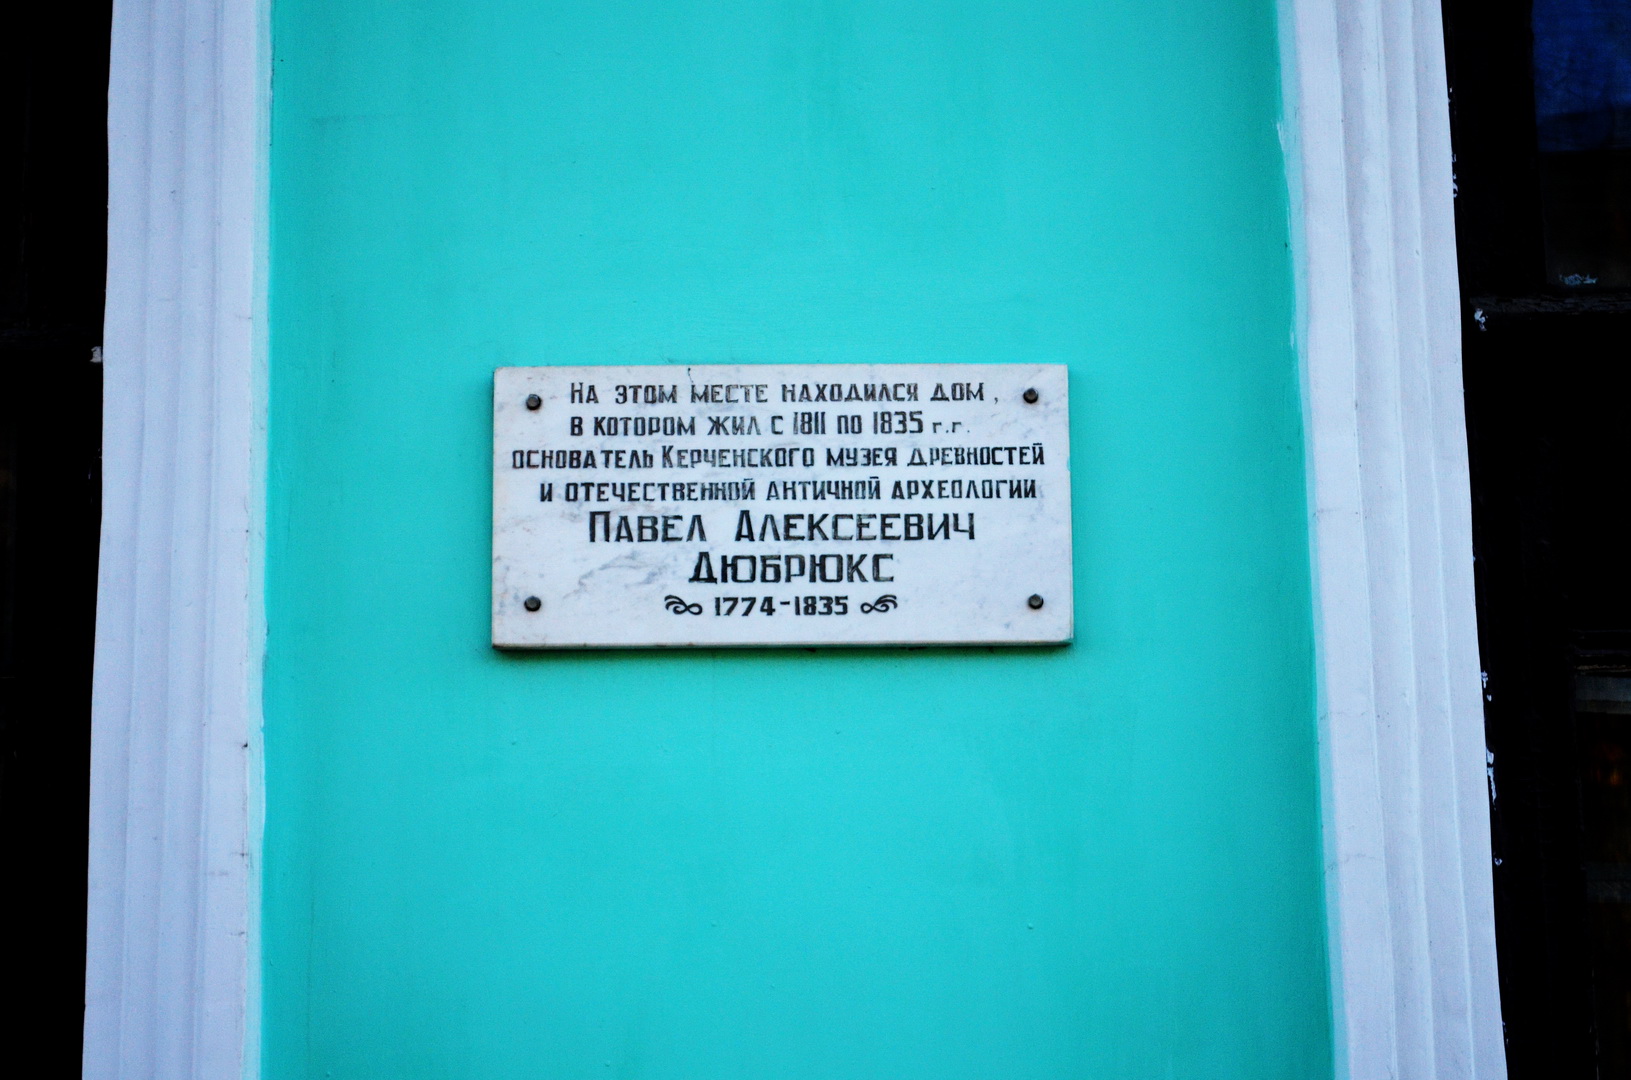 На этом месте находился дом,
в котором жил с 1811 по 1835 г.г.
основатель Керченского музея древностей
и отечественной античной археологии
Павел Алексеевич
Дюбрюкс
1774-1835